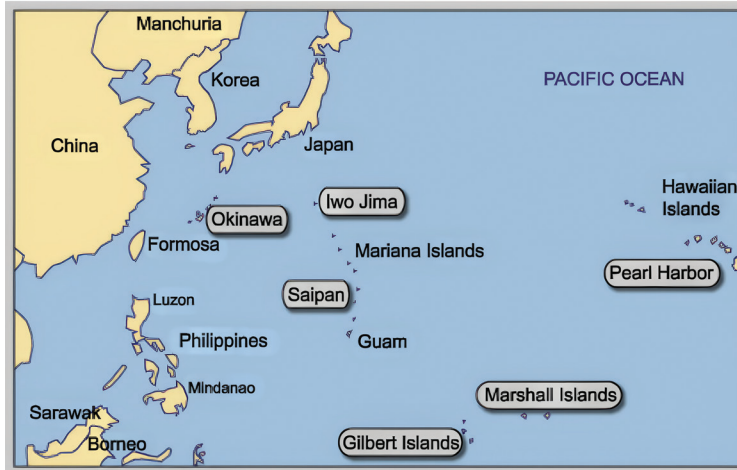 Manchuria
PACIFIC OCEAN
Korea
China
Japan
Hawaiian
Islands
Iwo Jima
Okinawa
Formosa
Mariana Islands
Pearl Harbor
Saipan
Luzon
Philippines
Guam
MIndanao
Marshall Islands
Sarawak
Borneo
Gilbert Islands